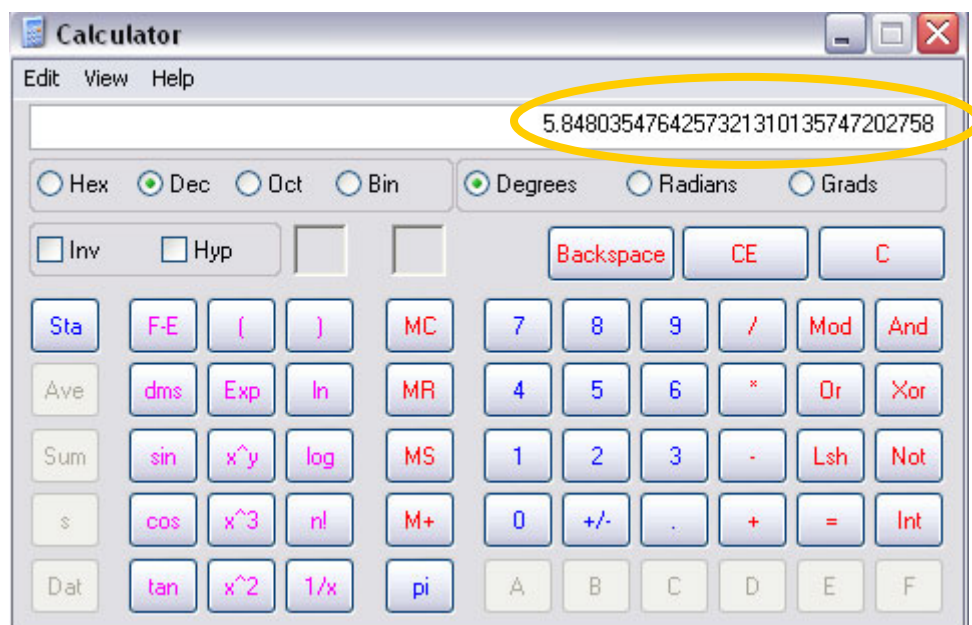 Calculator
Edit View Help
5.8480354764257321310135747202758
Hex Dec Oct Bin Degrees Radians Grads
Inv Hyp Backspace CE C
Sta F-E ( ) MC 7 8 9 / Mod And
Ave dms Exp ln MR 4 5 6 * Or Xor
Sum sin x^y log MS 1 2 3 - Lsh Not
s cos x^3 n! M+ 0 +/- . + = Int
Dat tan x^2 1/x pi A B C D E F